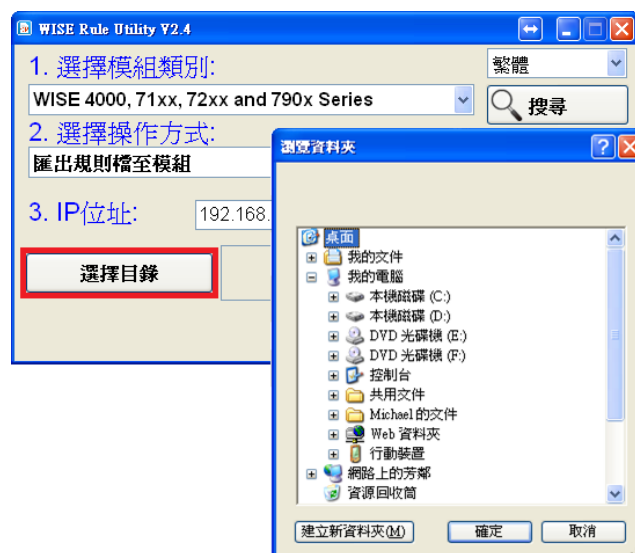 WISE Rule Utility V2.4
1. 選擇模組類別:
繁體
WISE 4000, 71xx, 72xx and 790x Series
搜尋
2. 選擇操作方式:
匯出規則檔至模組
3. IP位址:
192.168.
選擇目錄
瀏覽資料夾
桌面
我的文件
我的電腦
本機磁碟 (C:)
本機磁碟 (D:)
DVD 光碟機 (E:)
DVD 光碟機 (F:)
控制台
共用文件
Michael 的文件
Web 資料夾
行動裝置
網路上的芳鄰
資源回收筒
建立新資料夾(M)
確定
取消